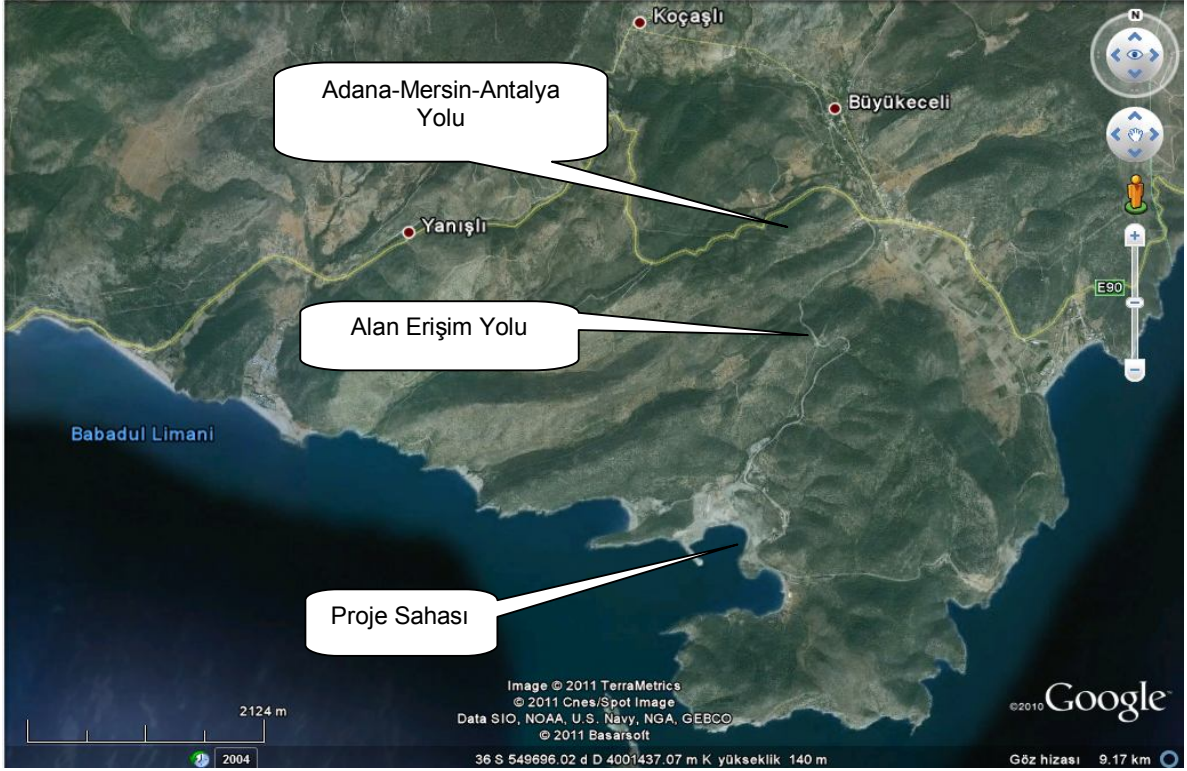 N
Koçaşlı
Adana-Mersin-Antalya
Yolu
Büyükeceli
Yanışlı
E90
Alan Erişim Yolu
Babadul Limani
Proje Sahası
Image © 2011 TerraMetrics
© 2011 Cnes/Spot Image
Data SIO, NOAA, U.S. Navy, NGA, GEBCO
© 2011 Basarsoft
©2010 Google
2124 m
2004
36 S 549696.02 d D 4001437.07 m K yükseklik 140 m
Göz hizası 9.17 km